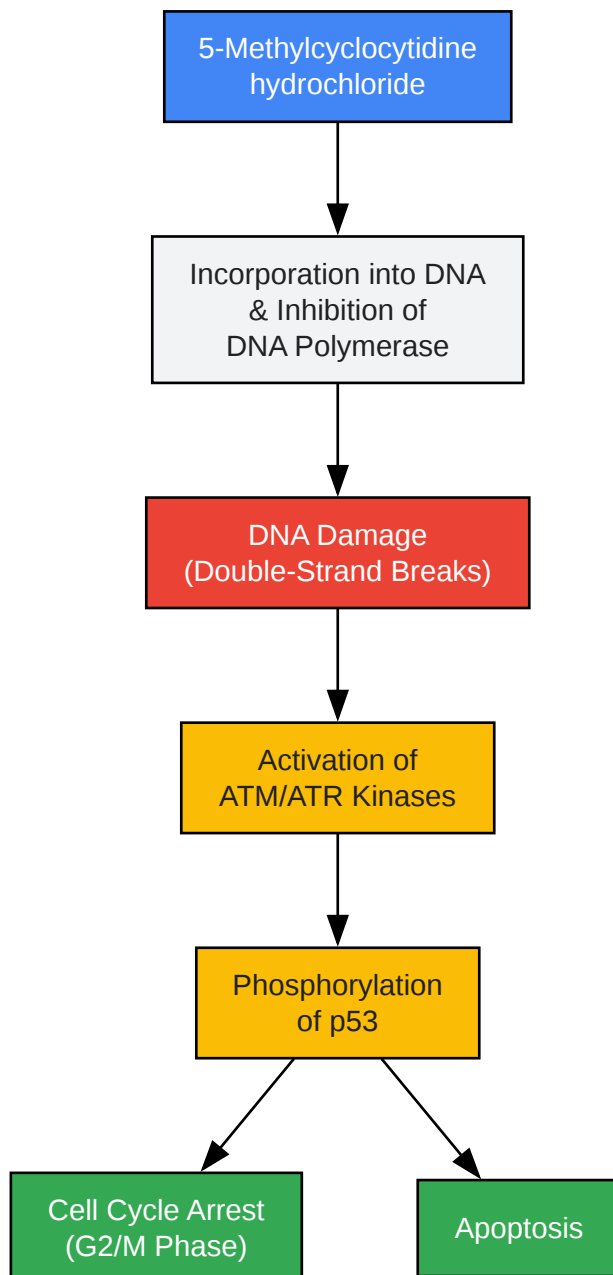 5-Methylcyclocytidine
hydrochloride
Incorporation into DNA
& Inhibition of
DNA Polymerase
DNA Damage
(Double-Strand Breaks)
Activation of
ATM/ATR Kinases
Phosphorylation
of p53
Cell Cycle Arrest
(G2/M Phase)
Apoptosis